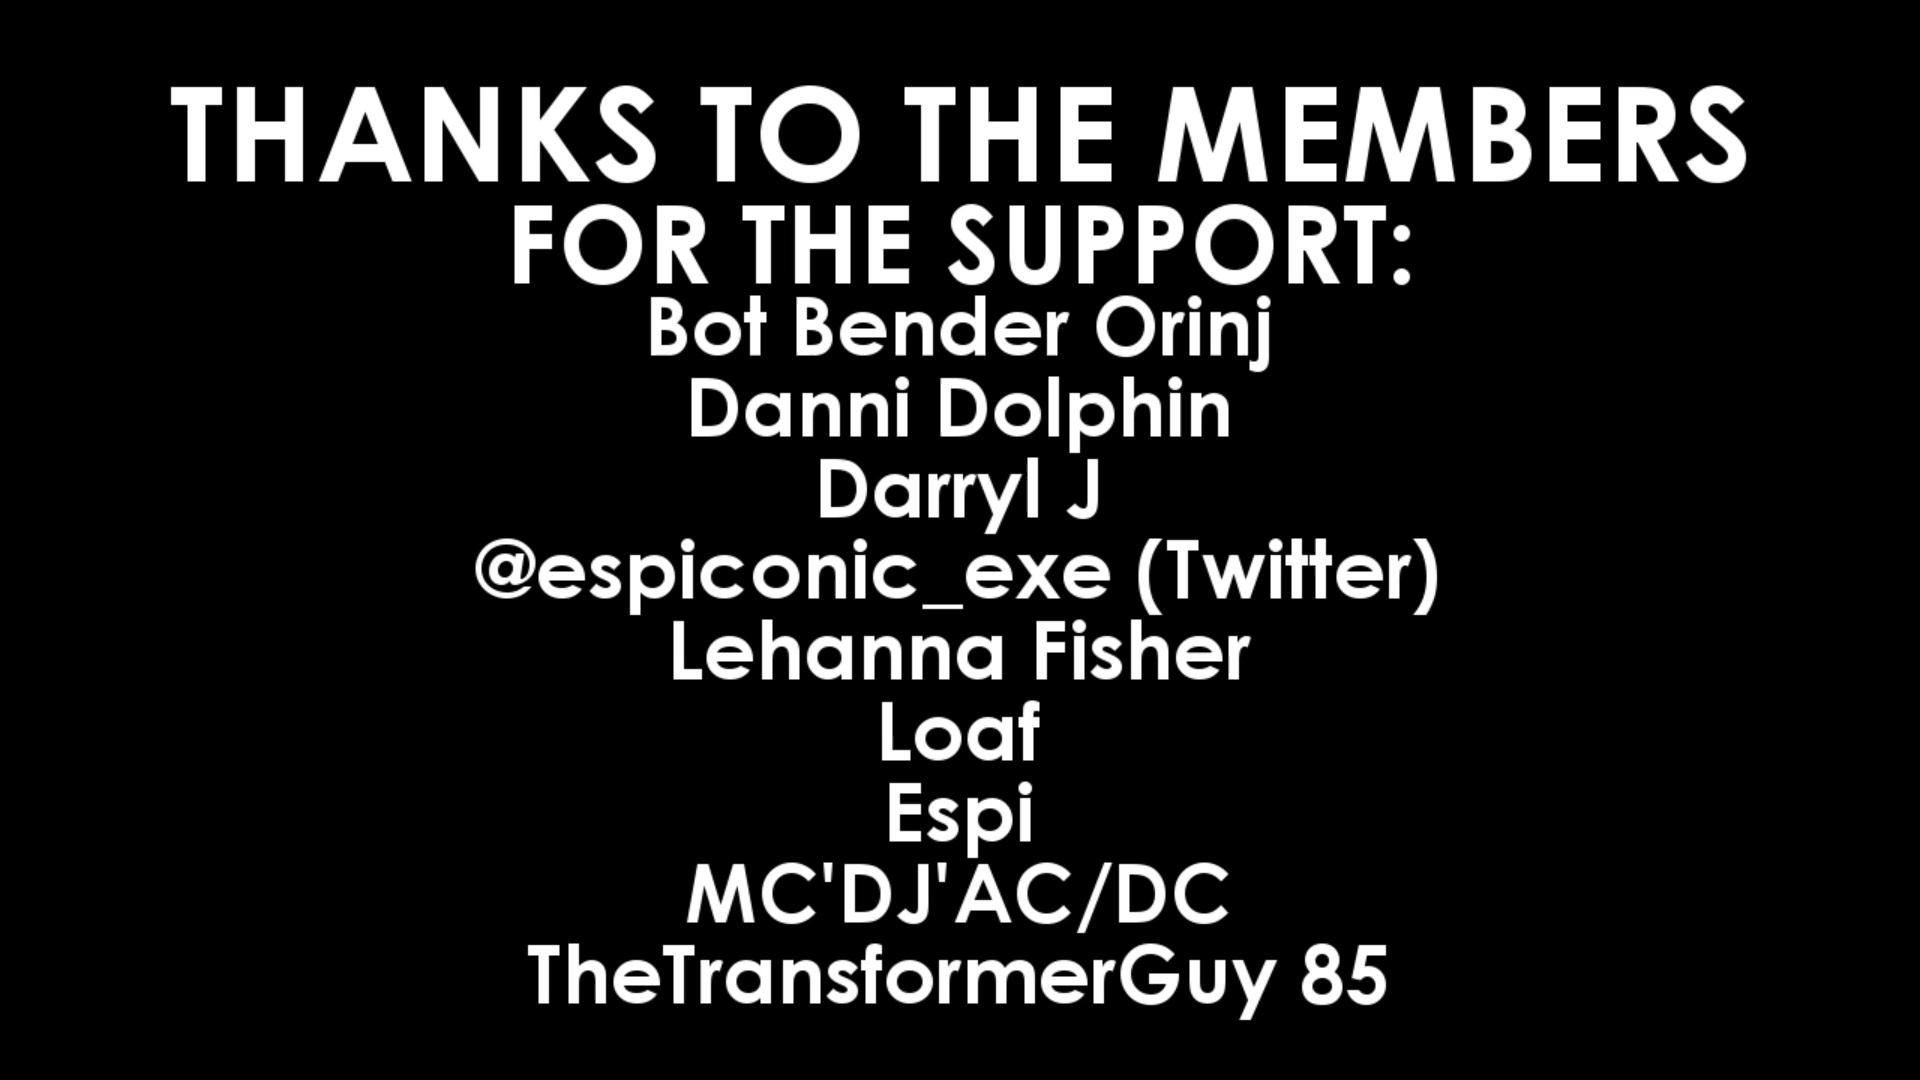 THANKS TO THE MEMBERS
FOR THE SUPPORT:
Bot Bender Orinj
Danni Dolphin
Darryl J
@espiconic_exe (Twitter)
Lehanna Fisher
Loaf
Espi
MC'DJ'AC/DC
TheTransformerGuy 85